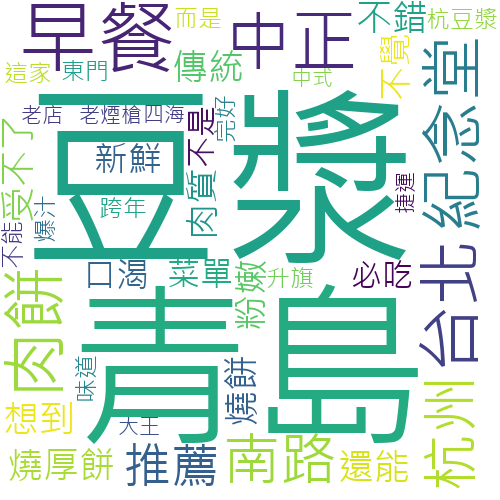 早餐
中正
不錯
而是
杭豆漿
這家
東門
傳統
中式
不覺
豆漿
老店
老煙槍四海
完好
不是
紀念堂
受不了
新鮮
肉質
跨年
爆汁
捷運
不能
口渴
菜單
粉嫩
升旗
必吃
台北
肉餅
青島
味道
燒餅
杭州
想到
大王
燒厚餅
推薦
南路
還能